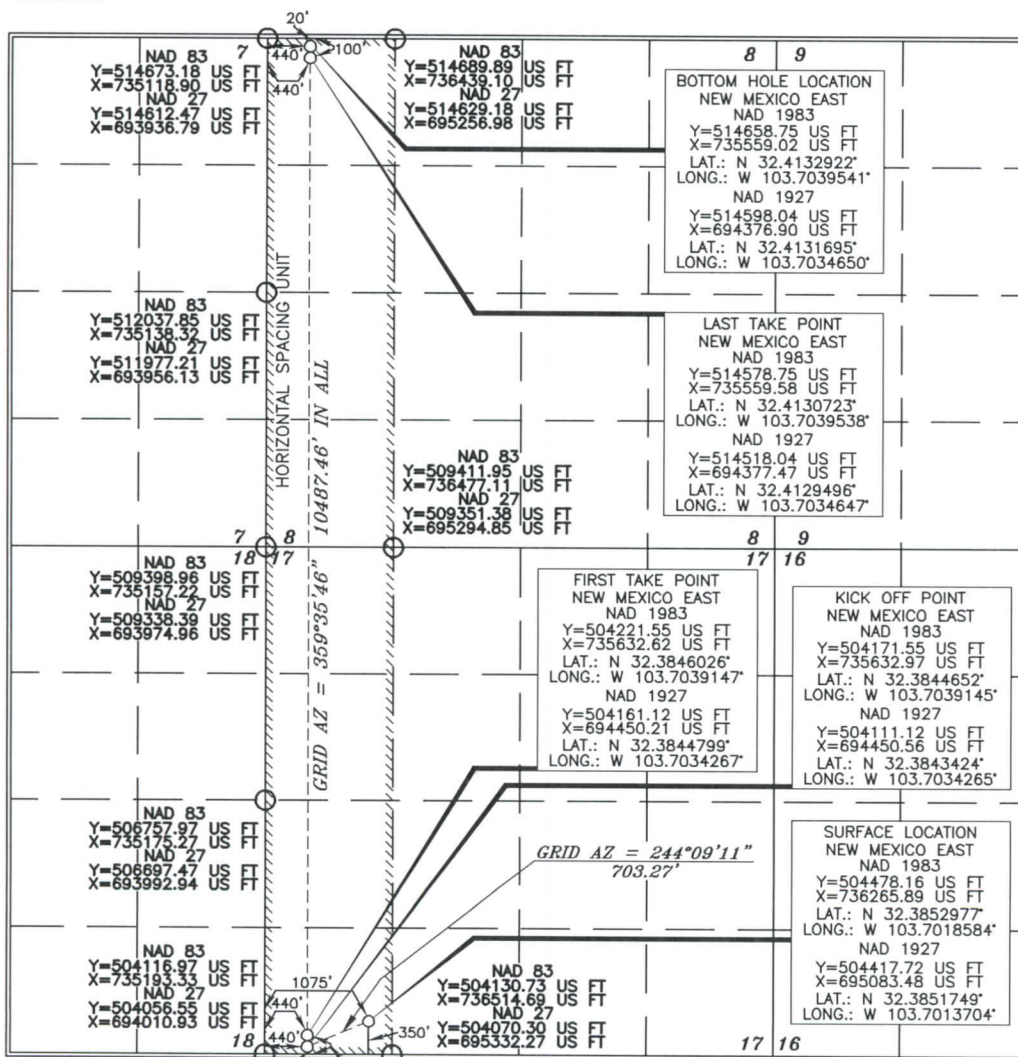 20'
7
440'
100'
440'
8
9
NAD 83
Y=514673.18 US FT
X=735118.90 US FT
NAD 27
Y=514612.47 US FT
X=693936.79 US FT
NAD 83
Y=514689.89 US FT
X=736439.10 US FT
NAD 27
Y=514629.18 US FT
X=695256.98 US FT
BOTTOM HOLE LOCATION
NEW MEXICO EAST
NAD 1983
Y=514658.75 US FT
X=735559.02 US FT
LAT.: N 32.4132922°
LONG.: W 103.7039541°
NAD 1927
Y=514598.04 US FT
X=694376.90 US FT
LAT.: N 32.4131695°
LONG.: W 103.7034650°
NAD 83
Y=512037.85 US FT
X=735138.32 US FT
NAD 27
Y=511977.21 US FT
X=693956.13 US FT
HORIZONTAL SPACING UNIT
GRID AZ = 359°35'46" 10487.46' IN ALL
LAST TAKE POINT
NEW MEXICO EAST
NAD 1983
Y=514578.75 US FT
X=735559.58 US FT
LAT.: N 32.4130723°
LONG.: W 103.7039538°
NAD 1927
Y=514518.04 US FT
X=694377.47 US FT
LAT.: N 32.4129496°
LONG.: W 103.7034647°
NAD 83
Y=509411.95 US FT
X=736477.11 US FT
NAD 27
Y=509351.38 US FT
X=695294.85 US FT
7
8
18
17
8
9
17
16
NAD 83
Y=509398.96 US FT
X=735157.22 US FT
NAD 27
Y=509338.39 US FT
X=693974.96 US FT
FIRST TAKE POINT
NEW MEXICO EAST
NAD 1983
Y=504221.55 US FT
X=735632.62 US FT
LAT.: N 32.3846026°
LONG.: W 103.7039147°
NAD 1927
Y=504161.12 US FT
X=694450.21 US FT
LAT.: N 32.3844799°
LONG.: W 103.7034267°
KICK OFF POINT
NEW MEXICO EAST
NAD 1983
Y=504171.55 US FT
X=735632.97 US FT
LAT.: N 32.3844652°
LONG.: W 103.7039145°
NAD 1927
Y=504111.12 US FT
X=694450.56 US FT
LAT.: N 32.3843424°
LONG.: W 103.7034265°
NAD 83
Y=506757.97 US FT
X=735175.27 US FT
NAD 27
Y=506697.47 US FT
X=693992.94 US FT
GRID AZ = 244°09'11"
703.27'
SURFACE LOCATION
NEW MEXICO EAST
NAD 1983
Y=504478.16 US FT
X=736265.89 US FT
LAT.: N 32.3852977°
LONG.: W 103.7018584°
NAD 1927
Y=504417.72 US FT
X=695083.48 US FT
LAT.: N 32.3851749°
LONG.: W 103.7013704°
NAD 83
Y=504116.97 US FT
X=735193.33 US FT
NAD 27
Y=504056.55 US FT
X=694010.93 US FT
1075'
440'
440'
350'
NAD 83
Y=504130.73 US FT
X=736514.69 US FT
NAD 27
Y=504070.30 US FT
X=695332.27 US FT
18
17
16